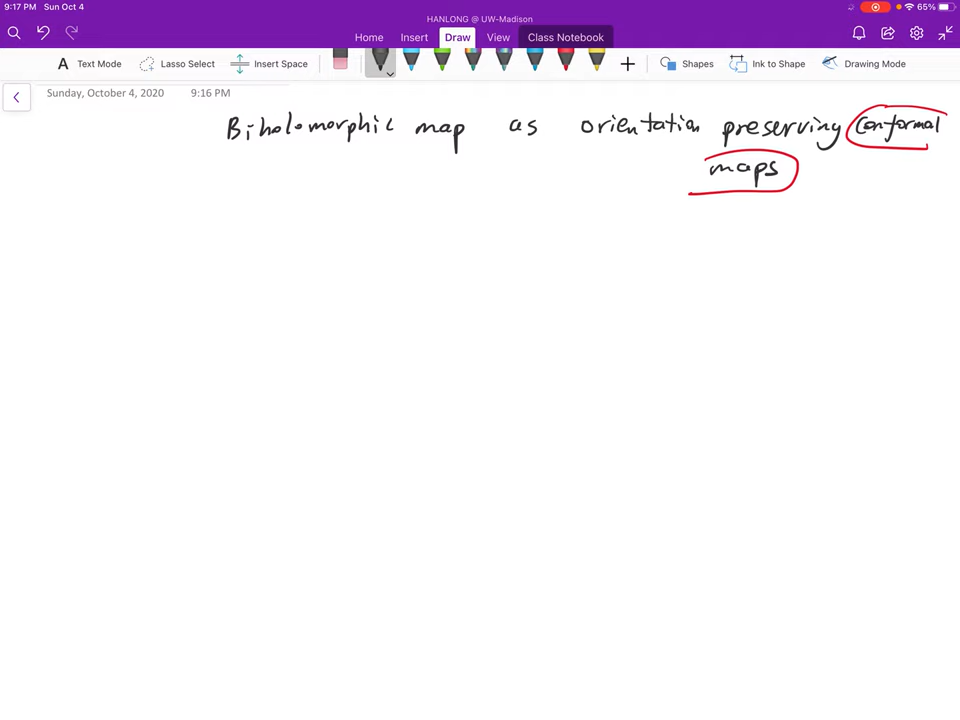 9:17 PM Sun Oct 4
65%
HANLONG @ UW-Madison
Home Insert Draw View Class Notebook
Text Mode Lasso Select Insert Space Shapes Ink to Shape Drawing Mode
Sunday, October 4, 2020 9:16 PM
Biholomorphic map as orientation preserving conformal
maps